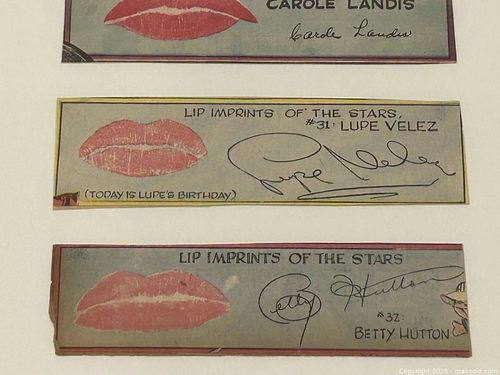 CAROLE LANDIS
Carole Landis
LIP IMPRINTS OF THE STARS,
#31: LUPE VELEZ
Lupe Velez
(TODAY IS LUPE'S BIRTHDAY)
LIP IMPRINTS OF THE STARS
Betty Hutton
#32:
BETTY HUTTON
Copyright 2025 - maxsold.com